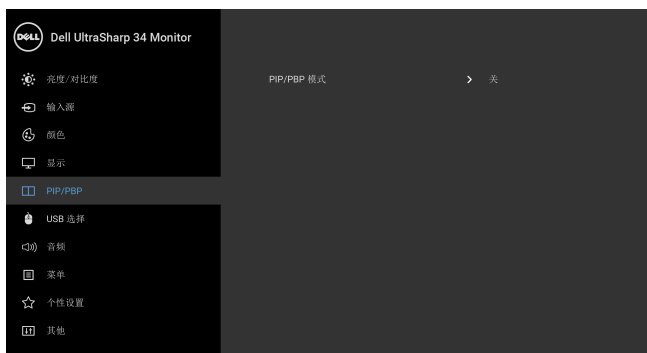 DELL Dell UltraSharp 34 Monitor
亮度/对比度
PIP/PBP 模式 关
输入源
颜色
显示
PIP/PBP
USB 选择
音频
菜单
个性设置
其他